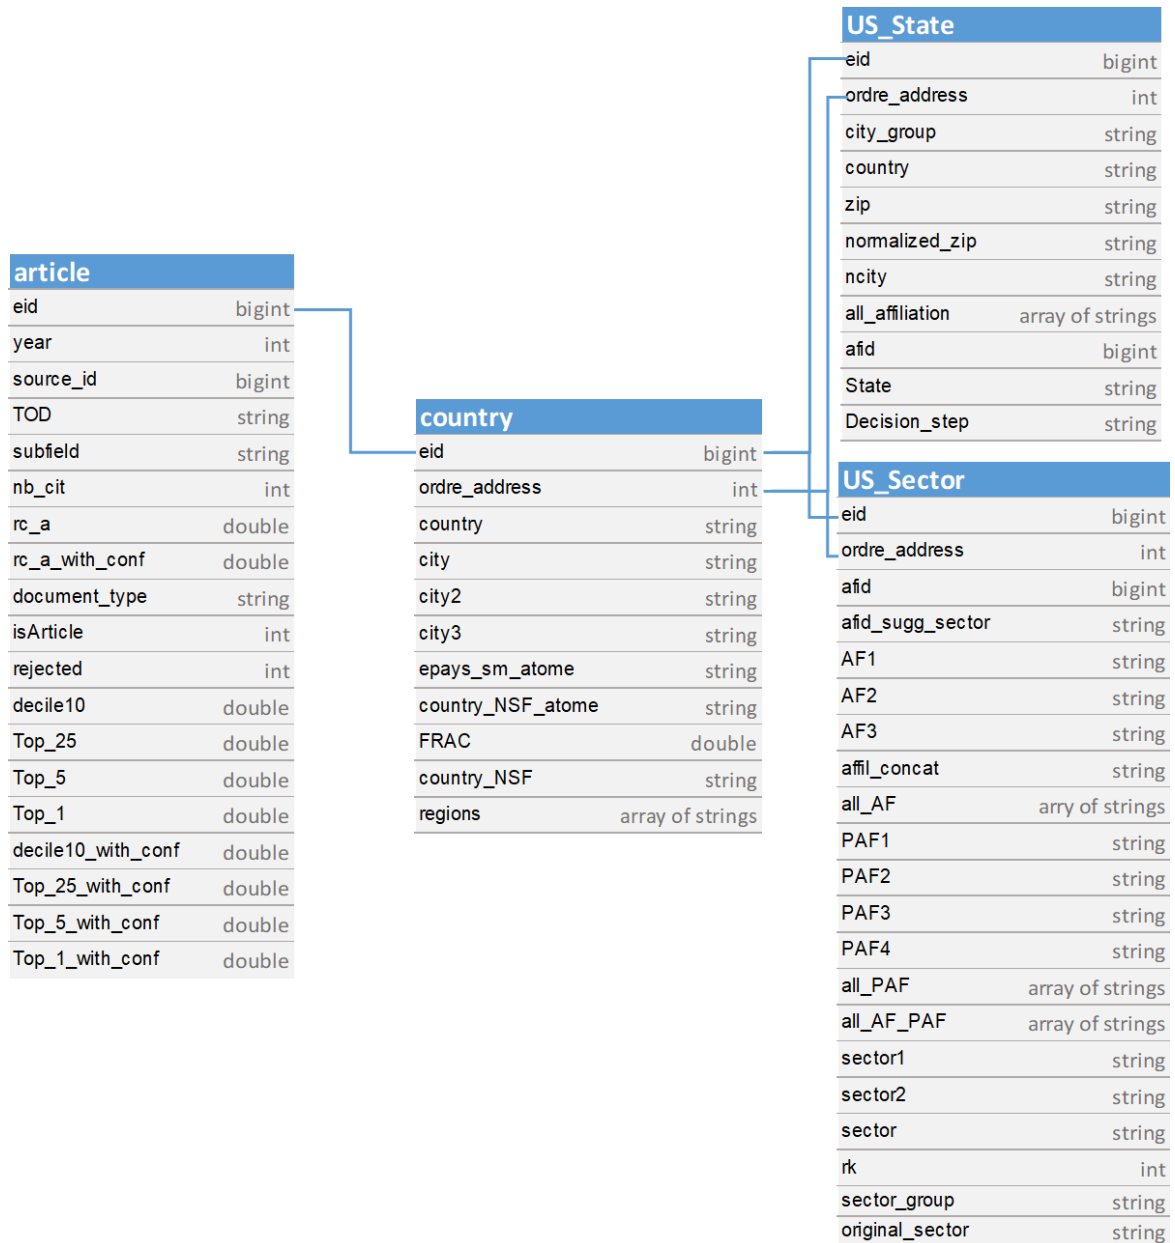 article
eid bigint
year int
source_id bigint
TOD string
subfield string
nb_cit int
rc_a double
rc_a_with_conf double
document_type string
isArticle int
rejected int
decile10 double
Top_25 double
Top_5 double
Top_1 double
decile10_with_conf double
Top_25_with_conf double
Top_5_with_conf double
Top_1_with_conf double
country
eid bigint
ordre_address int
country string
city string
city2 string
city3 string
epays_sm_atome string
country_NSF_atome string
FRAC double
country_NSF string
regions array of strings
US_State
eid bigint
ordre_address int
city_group string
country string
zip string
normalized_zip string
ncity string
all_affiliation array of strings
afid bigint
State string
Decision_step string
US_Sector
eid bigint
ordre_address int
afid bigint
afid_sugg_sector string
AF1 string
AF2 string
AF3 string
affil_concat string
all_AF arry of strings
PAF1 string
PAF2 string
PAF3 string
PAF4 string
all_PAF array of strings
all_AF_PAF array of strings
sector1 string
sector2 string
sector string
rk int
sector_group string
original_sector string